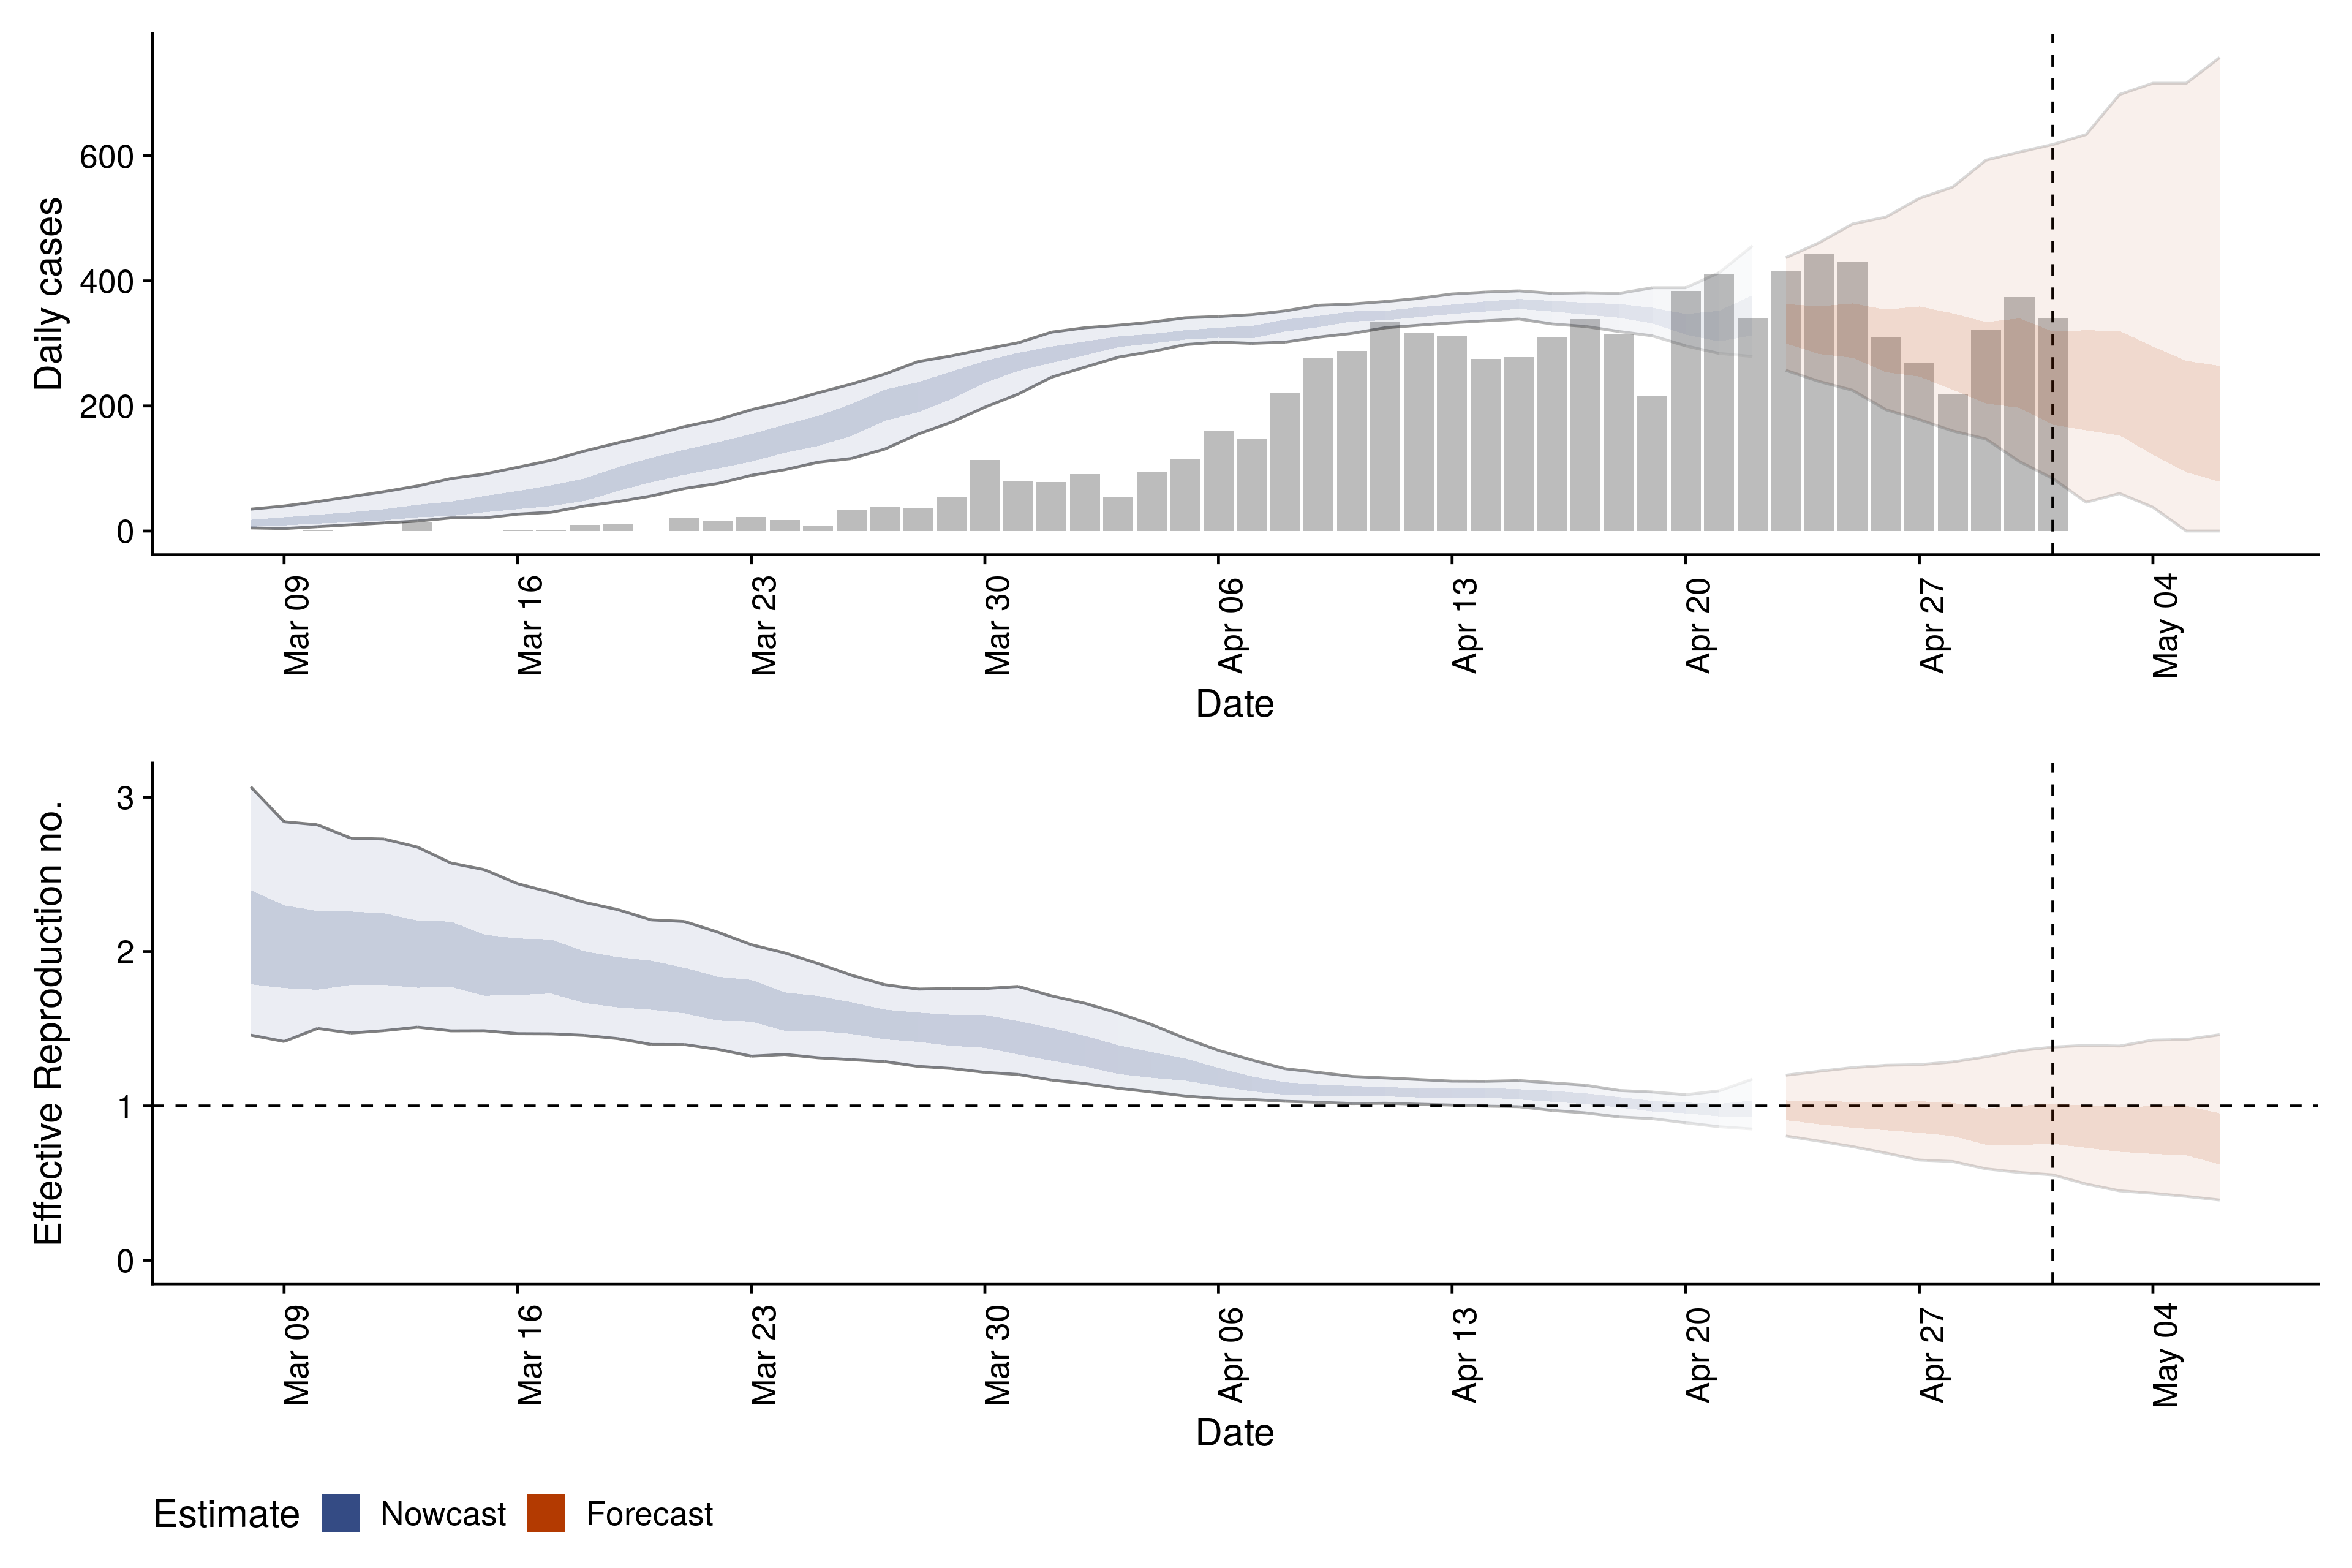 Daily cases
600
400
200
0
Mar 09
Mar 16
Mar 23
Mar 30
Apr 06
Apr 13
Apr 20
Apr 27
May 04
Date
Effective Reproduction no.
3
2
1
0
Mar 09
Mar 16
Mar 23
Mar 30
Apr 06
Apr 13
Apr 20
Apr 27
May 04
Date
Estimate Nowcast Forecast